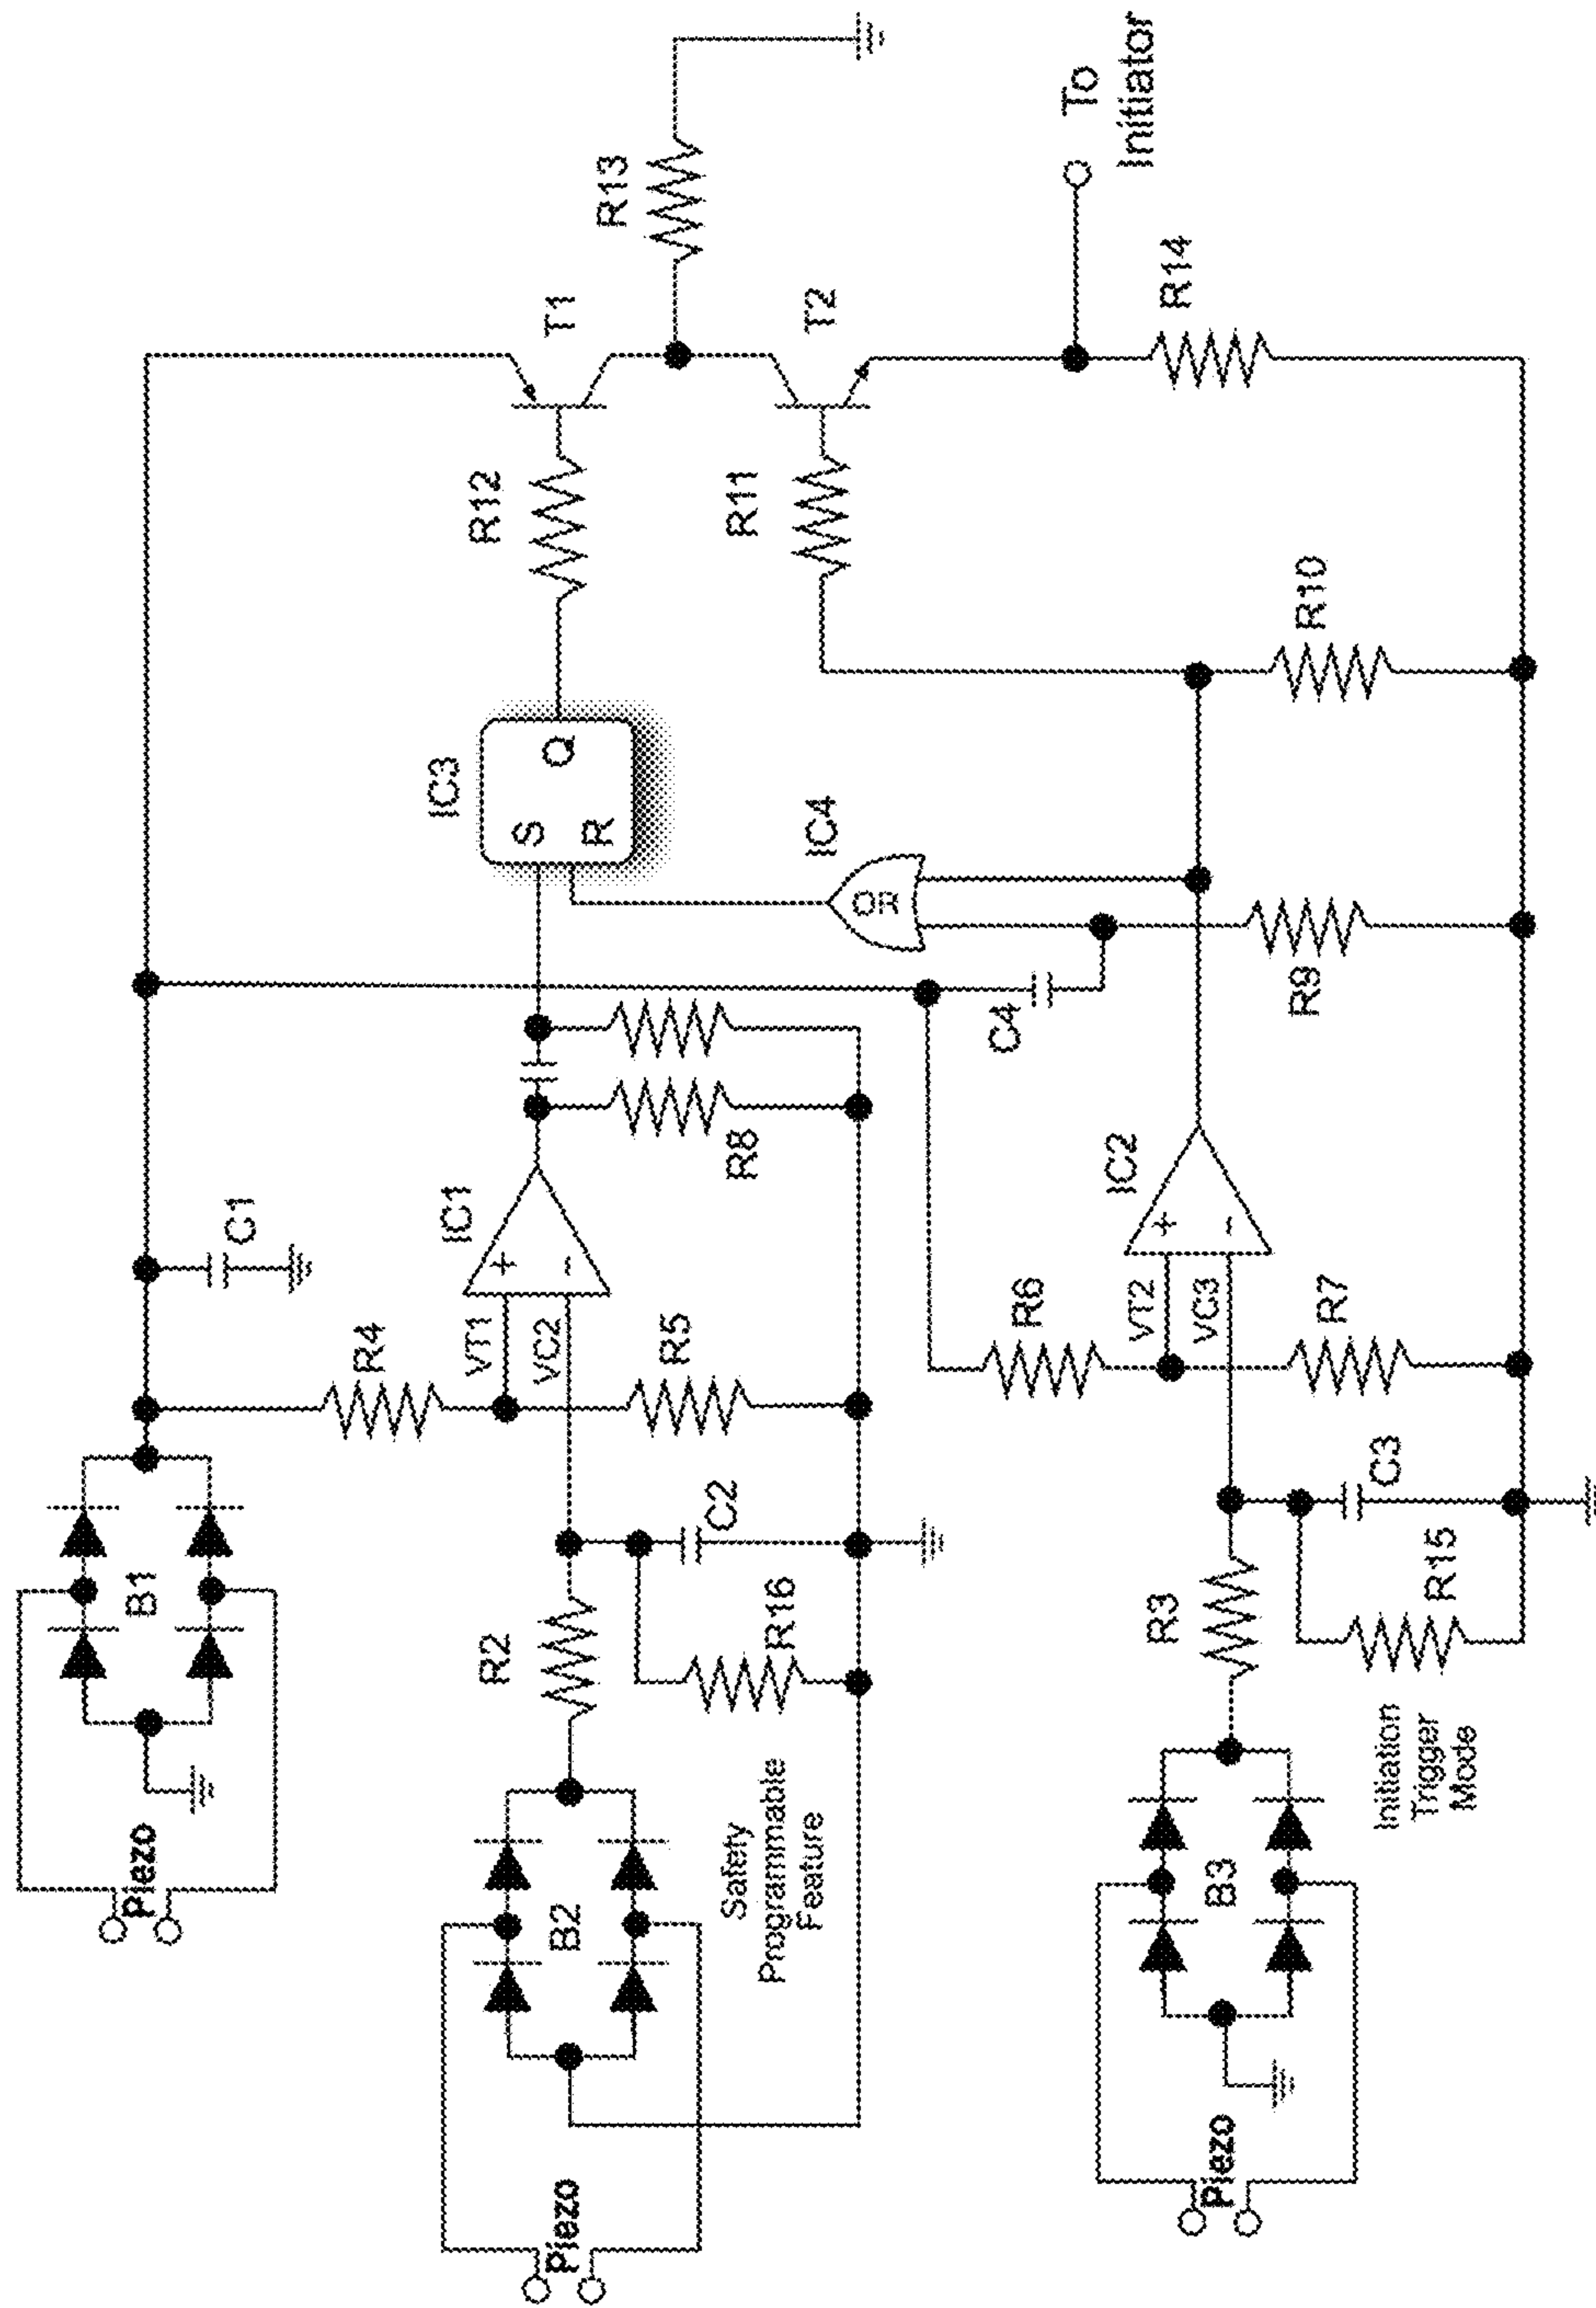 Piezo
B1
C1
R4
VT1
VC2
+
-
IC1
R5
R8
R2
C2
R16
Piezo
B2
Safety
Programmable
Feature
IC3
S
R
Q
R12
T1
R13
T2
R11
IC4
OR
C4
R9
R10
R14
To
Initiator
R6
VT2
VC3
+
-
IC2
R7
R3
C3
R15
Initiation
Trigger
Mode
Piezo
B3